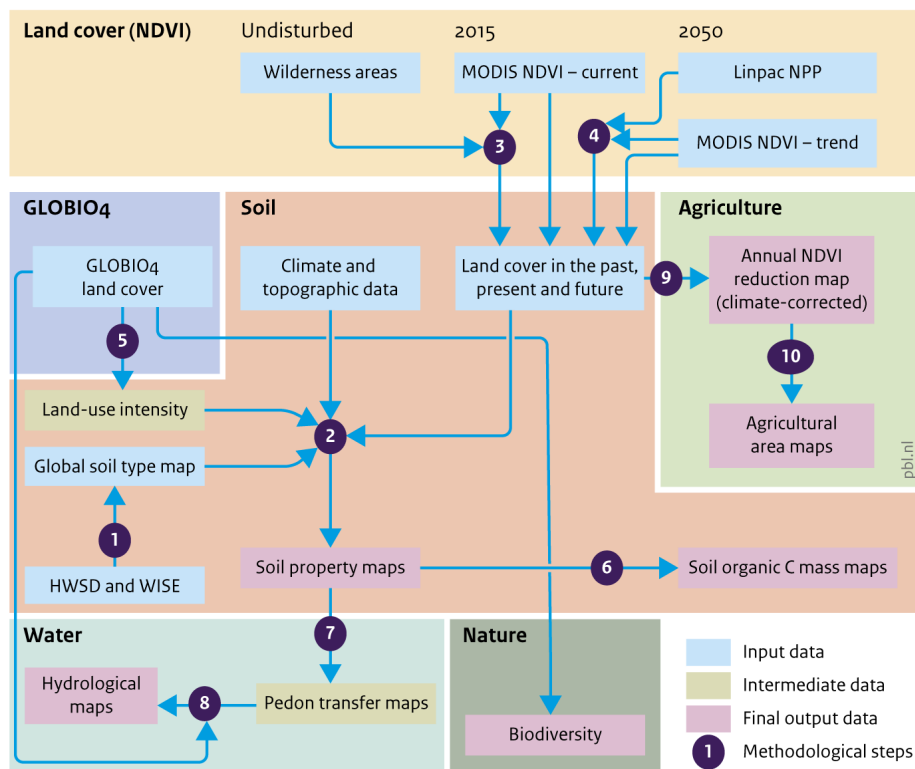 Land cover (NDVI)
Undisturbed
2015
2050
Wilderness areas
MODIS NDVI – current
Linpac NPP
3
4
MODIS NDVI – trend
GLOBIO4
Soil
Agriculture
GLOBIO4
land cover
Climate and
topographic data
Land cover in the past,
present and future
9
Annual NDVI
reduction map
(climate-corrected)
5
10
Land-use intensity
2
Agricultural
area maps
Global soil type map
1
HWSD and WISE
Soil property maps
6
Soil organic C mass maps
pbl.nl
Water
7
Nature
Hydrological
maps
8
Pedon transfer maps
Biodiversity
Input data
Intermediate data
Final output data
1 Methodological steps